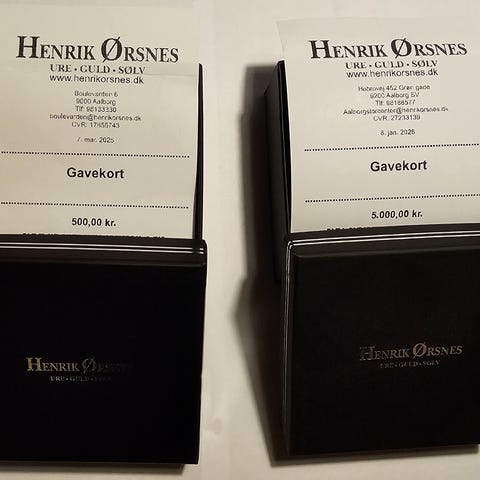 HENRIK ØRSNES
URE · GULD · SØLV
www.henrikorsnes.dk
Boulevarden 6
9000 Aalborg
Tlf: 98133330
boulevarden@henrikorsnes.dk
CVR: 17655743
7. mar. 2025
Gavekort
500,00 kr.
HENRIK ØRSNES
URE · GULD · SØLV
HENRIK ØRSNES
URE · GULD · SØLV
www.henrikorsnes.dk
Hobrovej 452 Grøn gade
9200 Aalborg SV
Tlf: 98186577
Aalborgstorcenter@henrikorsnes.dk
CVR: 27233139
8. jan. 2026
Gavekort
5.000,00 kr.
HENRIK ØRSNES
URE · GULD · SØLV